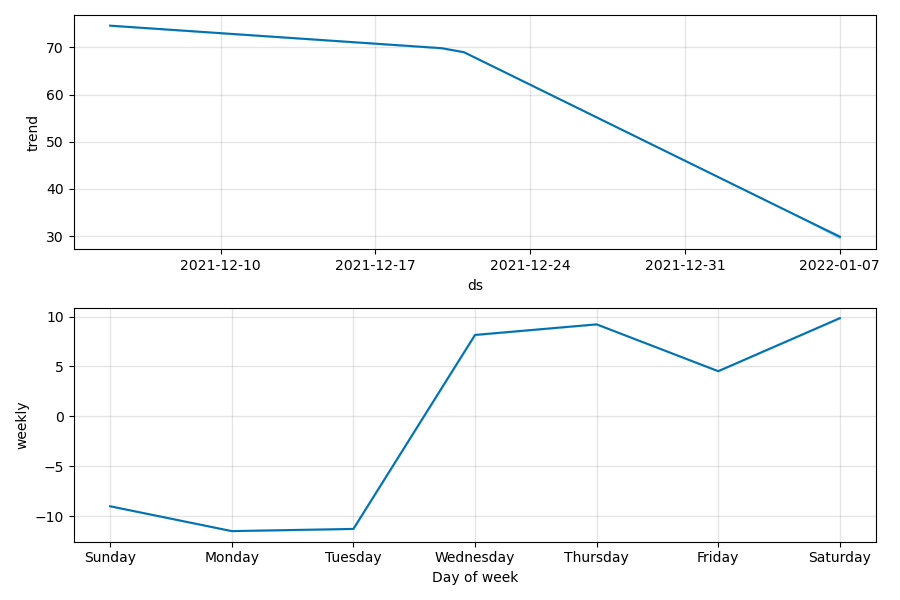 70
60
50
40
30
trend
2021-12-10 2021-12-17 2021-12-24 2021-12-31 2022-01-07
ds
10
5
0
−5
−10
weekly
Sunday Monday Tuesday Wednesday Thursday Friday Saturday
Day of week